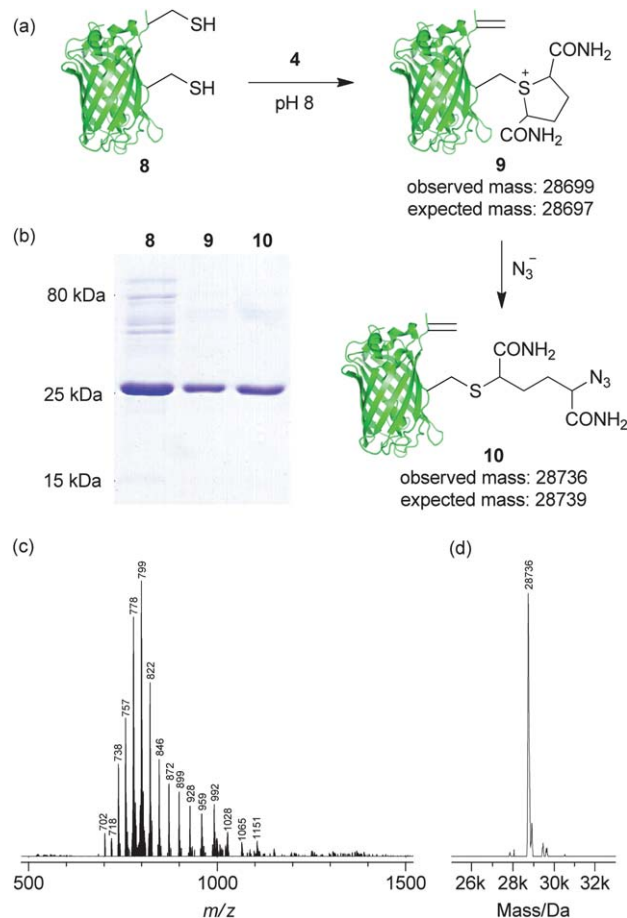 (a)
SH
SH
8
4
pH 8
CONH₂
S⁺
CONH₂
9
observed mass: 28699
expected mass: 28697
N₃⁻
(b)
8 9 10
80 kDa
25 kDa
15 kDa
CONH₂
S
N₃
CONH₂
10
observed mass: 28736
expected mass: 28739
(c)
702
718
738
757
778
799
822
846
872
899
928
959
992
1028
1065
1151
500 1000 1500
m/z
(d)
28736
26k 28k 30k 32k
Mass/Da